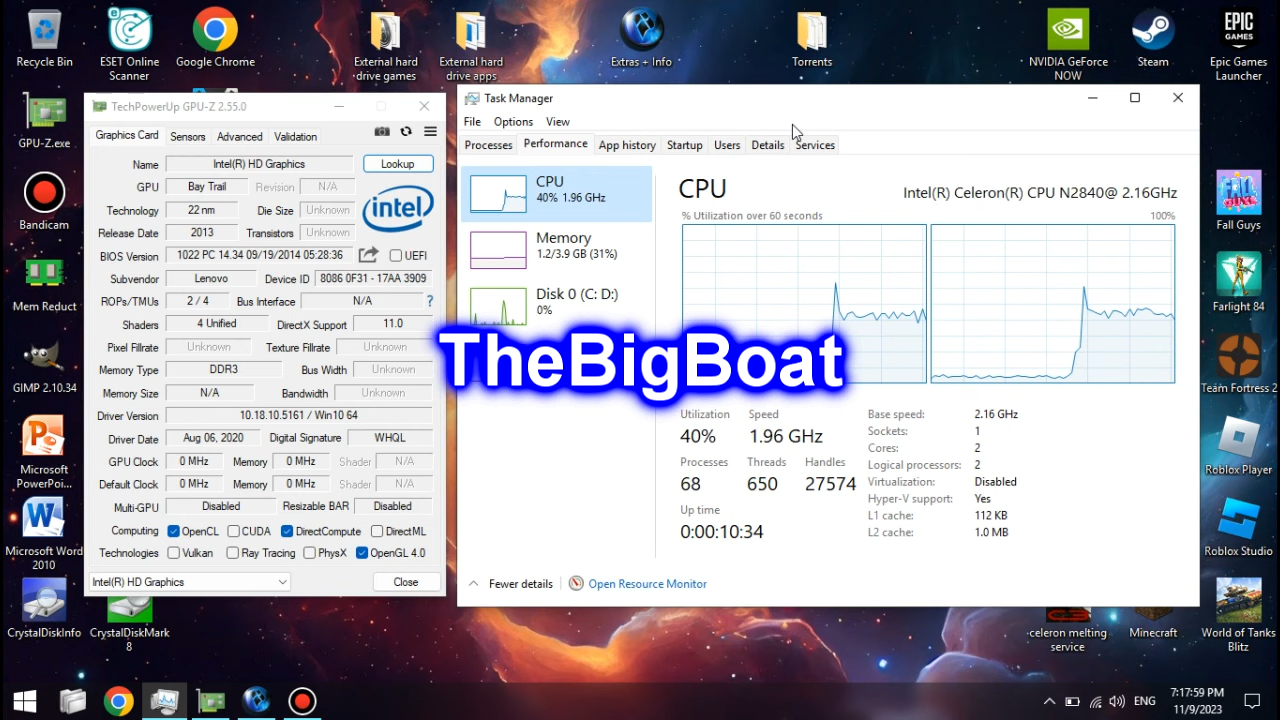 Recycle Bin
ESET Online
Scanner
Google Chrome
External hard
drive games
External hard
drive apps
Extras + Info
Torrents
NVIDIA GeForce
NOW
Steam
EPIC
GAMES
Epic Games
Launcher
GPU-Z.exe
Bandicam
Mem Reduct
GIMP 2.10.34
Microsoft
PowerPoi...
Microsoft Word
2010
CrystalDiskInfo
CrystalDiskMark
8
TechPowerUp GPU-Z 2.55.0
Graphics Card Sensors Advanced Validation
Name Intel(R) HD Graphics Lookup
GPU Bay Trail Revision N/A
Technology 22 nm Die Size Unknown
Release Date 2013 Transistors Unknown
intel
BIOS Version 1022 PC 14.34 09/19/2014 05:28:36 UEFI
Subvendor Lenovo Device ID 8086 0F31 - 17AA 3909
ROPs/TMUs 2 / 4 Bus Interface N/A ?
Shaders 4 Unified DirectX Support 11.0
Pixel Fillrate Unknown Texture Fillrate Unknown
Memory Type DDR3 Bus Width Unknown
Memory Size N/A Bandwidth Unknown
Driver Version 10.18.10.5161 / Win10 64
Driver Date Aug 06, 2020 Digital Signature WHQL
GPU Clock 0 MHz Memory 0 MHz Shader N/A
Default Clock 0 MHz Memory 0 MHz Shader N/A
Multi-GPU Disabled Resizable BAR Disabled
Computing OpenCL CUDA DirectCompute DirectML
Technologies Vulkan Ray Tracing PhysX OpenGL 4.0
Intel(R) HD Graphics Close
Task Manager
File Options View
Processes Performance App history Startup Users Details Services
CPU
40% 1.96 GHz
Memory
1.2/3.9 GB (31%)
Disk 0 (C: D:)
0%
CPU Intel(R) Celeron(R) CPU N2840@ 2.16GHz
% Utilization over 60 seconds 100%
TheBigBoat
Utilization Speed
40% 1.96 GHz
Processes Threads Handles
68 650 27574
Up time
0:00:10:34
Base speed: 2.16 GHz
Sockets: 1
Cores: 2
Logical processors: 2
Virtualization: Disabled
Hyper-V support: Yes
L1 cache: 112 KB
L2 cache: 1.0 MB
Fewer details Open Resource Monitor
Fall Guys
Farlight 84
Team Fortress 2
Roblox Player
Roblox Studio
celeron melting
service
Minecraft
World of Tanks
Blitz
ENG
7:17:59 PM
11/9/2023